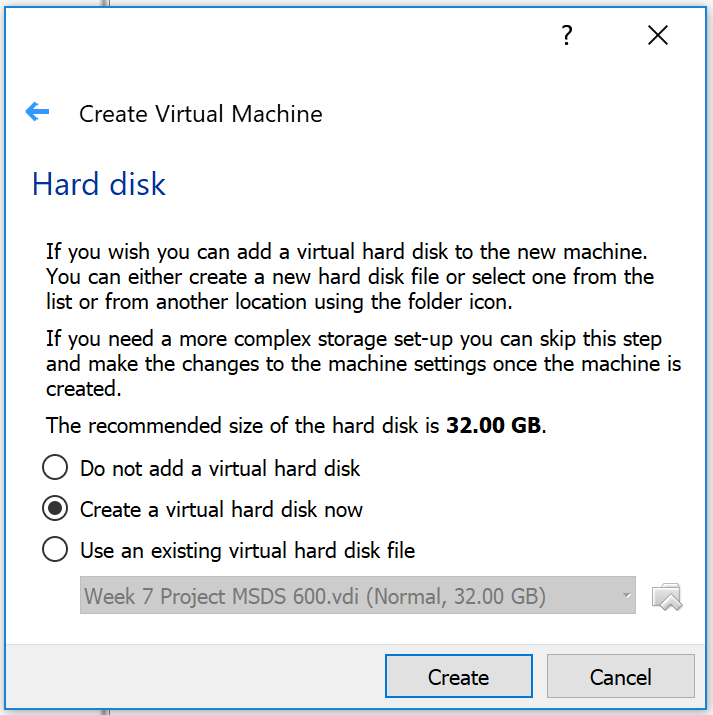 ?
Create Virtual Machine
Hard disk
If you wish you can add a virtual hard disk to the new machine.
You can either create a new hard disk file or select one from the
list or from another location using the folder icon.
If you need a more complex storage set-up you can skip this step
and make the changes to the machine settings once the machine is
created.
The recommended size of the hard disk is 32.00 GB.
Do not add a virtual hard disk
Create a virtual hard disk now
Use an existing virtual hard disk file
Week 7 Project MSDS 600.vdi (Normal, 32.00 GB)
Create
Cancel